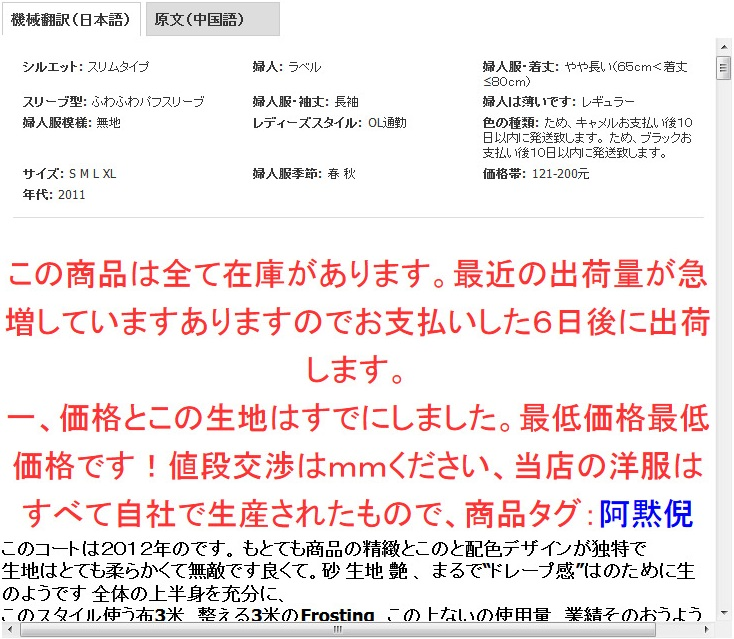 機械翻訳(日本語)
原文(中国語)
シルエット: スリムタイプ
婦人: ラベル
婦人服・着丈: やや長い(65cm<着丈
≤80cm)
スリーブ型: ふわふわパフスリーブ
婦人服・袖丈: 長袖
婦人は薄いです: レギュラー
婦人服模様: 無地
レディーズスタイル: OL通勤
色の種類: ため、キャメルお支払い後10
日以内に発送致します。ため、ブラックお
支払い後10日以内に発送致します。
サイズ: S M L XL
婦人服季節: 春 秋
価格帯: 121-200元
年代: 2011
この商品は全て在庫があります。最近の出荷量が急
増していますありますのでお支払いした6日後に出荷
します。
一、価格とこの生地はすでにしました。最低価格最低
価格です!値段交渉はmmください、当店の洋服は
すべて自社で生産されたもので、商品タグ:阿黙倪
このコートは2012年のです。もとても商品の精緻とこのと配色デザインが独特で
生地はとても柔らかくて無敵です良くて。砂 生地 艶 、まるで“ドレープ感”はのために生
のようです 全体の上半身を充分に、
このスタイル使う布3米 整える3米のFrosting この上ないの使用量 業績そのおうよう